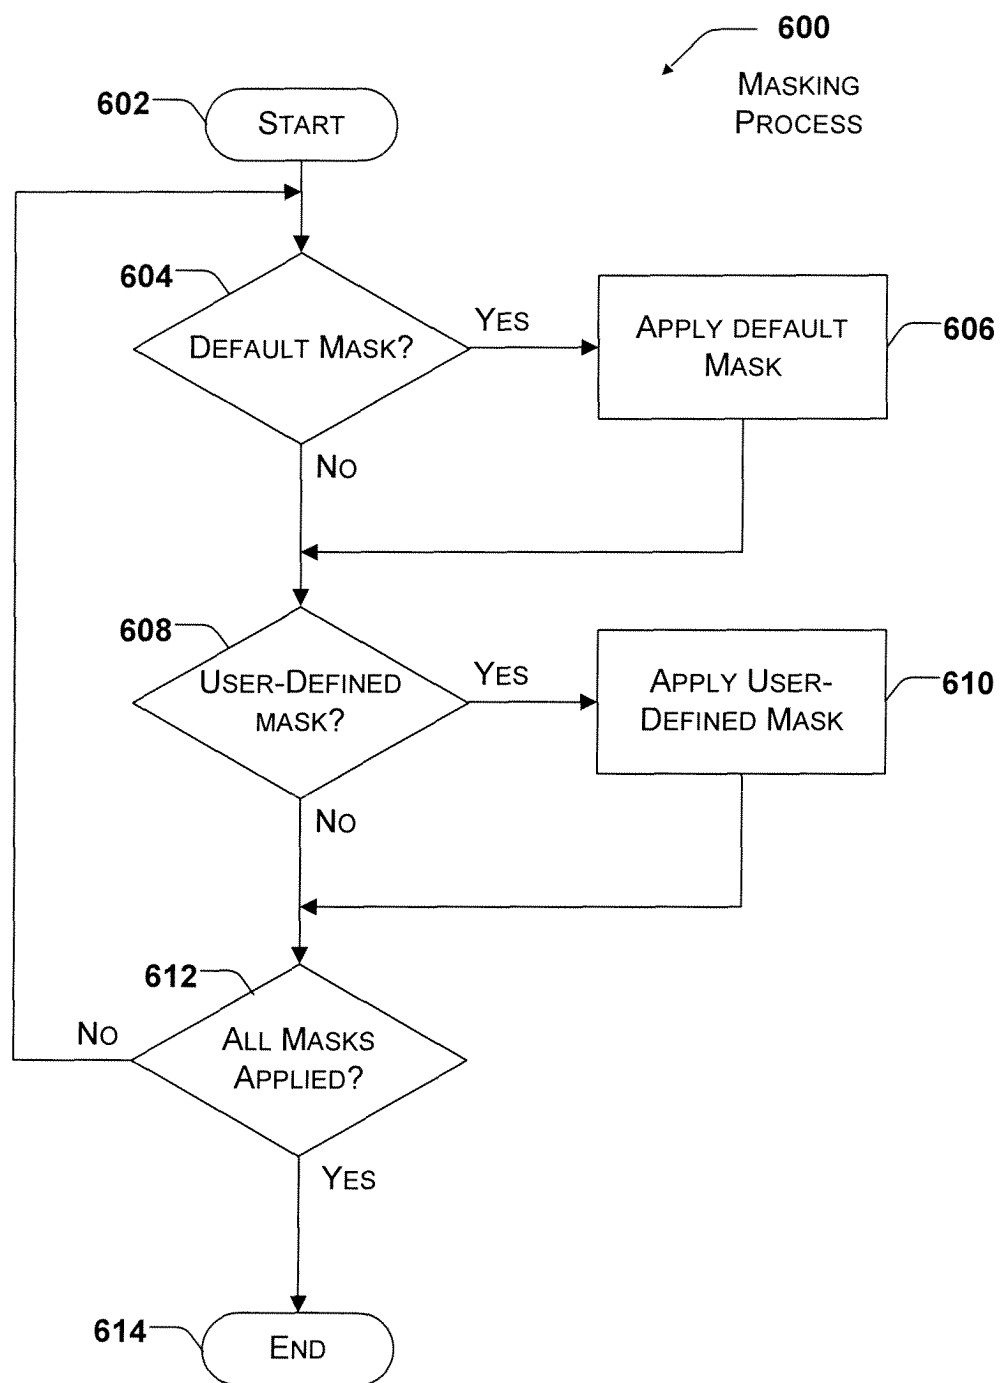 600
MASKING
PROCESS
602
START
604
DEFAULT MASK?
YES
APPLY DEFAULT
MASK
606
NO
608
USER-DEFINED
MASK?
YES
APPLY USER-
DEFINED MASK
610
NO
612
ALL MASKS
APPLIED?
NO
YES
614
END